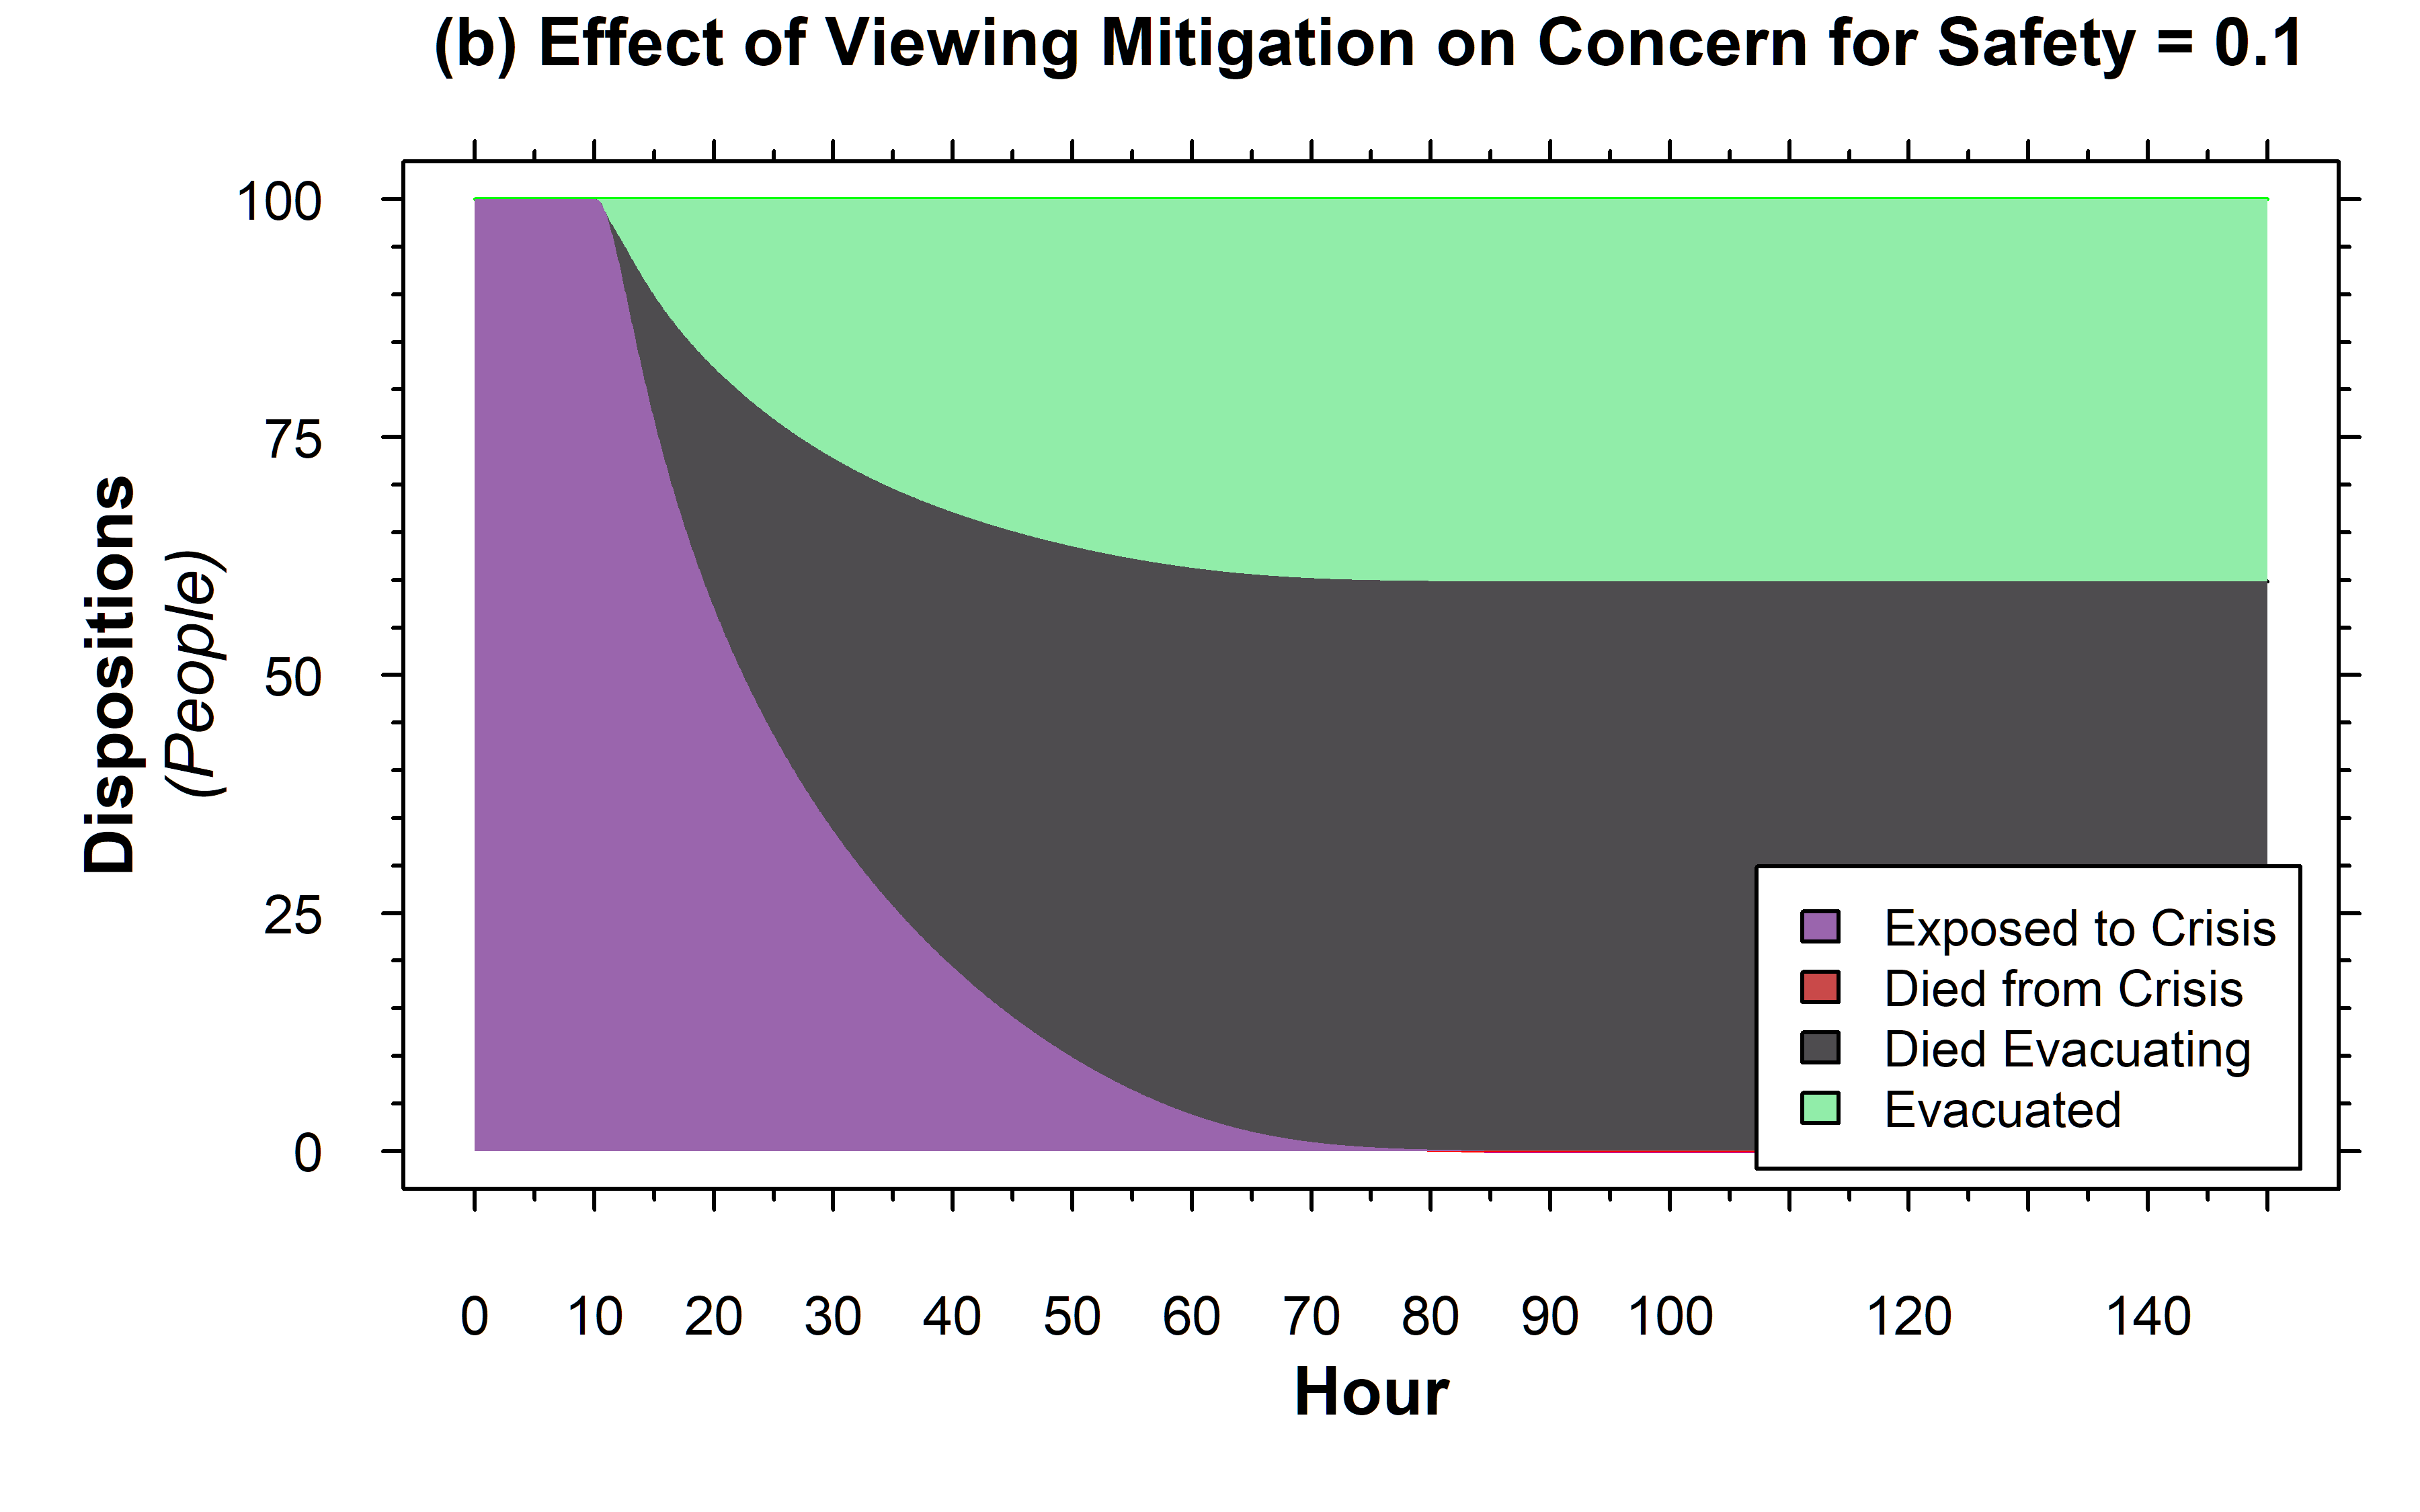 (b) Effect of Viewing Mitigation on Concern for Safety = 0.1
Dispositions
(People)
100
75
50
25
0
Exposed to Crisis
Died from Crisis
Died Evacuating
Evacuated
0 10 20 30 40 50 60 70 80 90 100 120 140
Hour